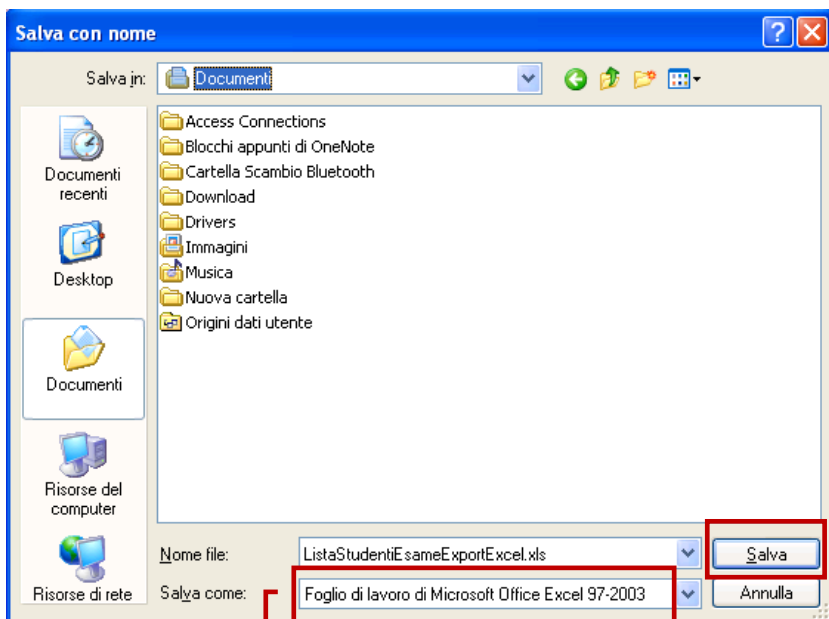 Salva con nome
Salva in:
Documenti
Documenti
recenti
Desktop
Documenti
Risorse del
computer
Risorse di rete
Access Connections
Blocchi appunti di OneNote
Cartella Scambio Bluetooth
Download
Drivers
Immagini
Musica
Nuova cartella
Origini dati utente
Nome file:
ListaStudentiEsameExportExcel.xls
Salva
Salva come:
Foglio di lavoro di Microsoft Office Excel 97-2003
Annulla